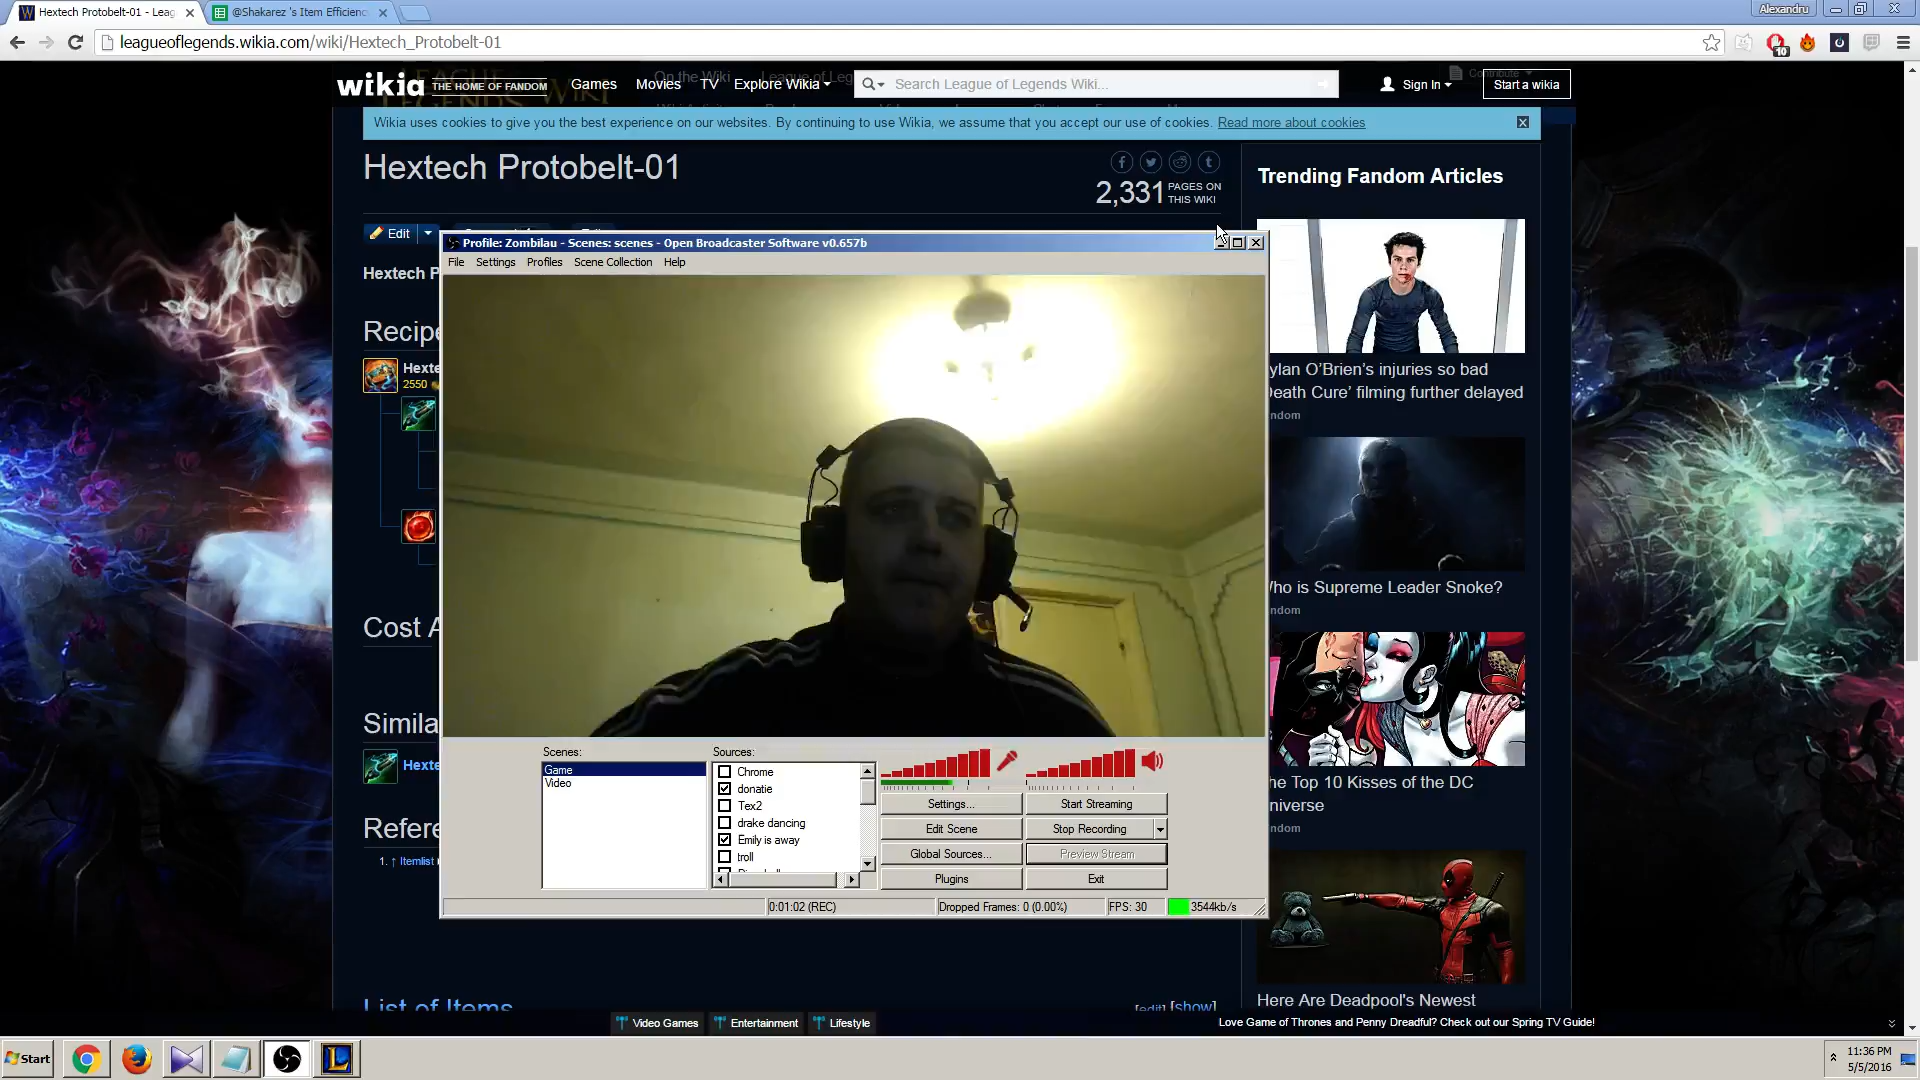 Hextech Protobelt-01 - Leag
@Shakarez 's Item Efficienc
Alexandru
leagueoflegends.wikia.com/wiki/Hextech_Protobelt-01
10
wikia THE HOME OF FANDOM
Games
Movies
TV
Explore Wikia
Search League of Legends Wiki...
Sign In
Start a wikia
On the Wiki
Contribute
Wikia uses cookies to give you the best experience on our websites. By continuing to use Wikia, we assume that you accept our use of cookies. Read more about cookies
Hextech Protobelt-01
2,331 PAGES ON
THIS WIKI
Trending Fandom Articles
Edit
Profile: Zombilau - Scenes: scenes - Open Broadcaster Software v0.657b
File Settings Profiles Scene Collection Help
Hextech P
Recipe
Hexte
2550
ylan O'Brien's injuries so bad
Death Cure' filming further delayed
ndom
Who is Supreme Leader Snoke?
ndom
Cost A
Simila
Hexte
The Top 10 Kisses of the DC
niverse
ndom
Refere
1. ↑ Itemlist
Scenes:
Game
Video
Sources:
Chrome
donatie
Tex2
drake dancing
Emily is away
troll
Settings...
Start Streaming
Edit Scene
Stop Recording
Global Sources...
Preview Stream
Plugins
Exit
0:01:02 (REC)
Dropped Frames: 0 (0.00%)
FPS: 30
3544kb/s
Here Are Deadpool's Newest
List of Items
[edit] [show]
Video Games
Entertainment
Lifestyle
Love Game of Thrones and Penny Dreadful? Check out our Spring TV Guide!
Start
11:36 PM
5/5/2016